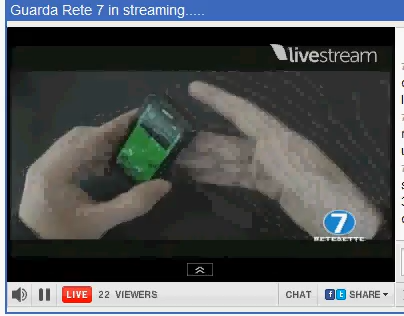 Guarda Rete 7 in streaming.....
livestream
7
RETESETTE
LIVE 22 VIEWERS CHAT f t SHARE